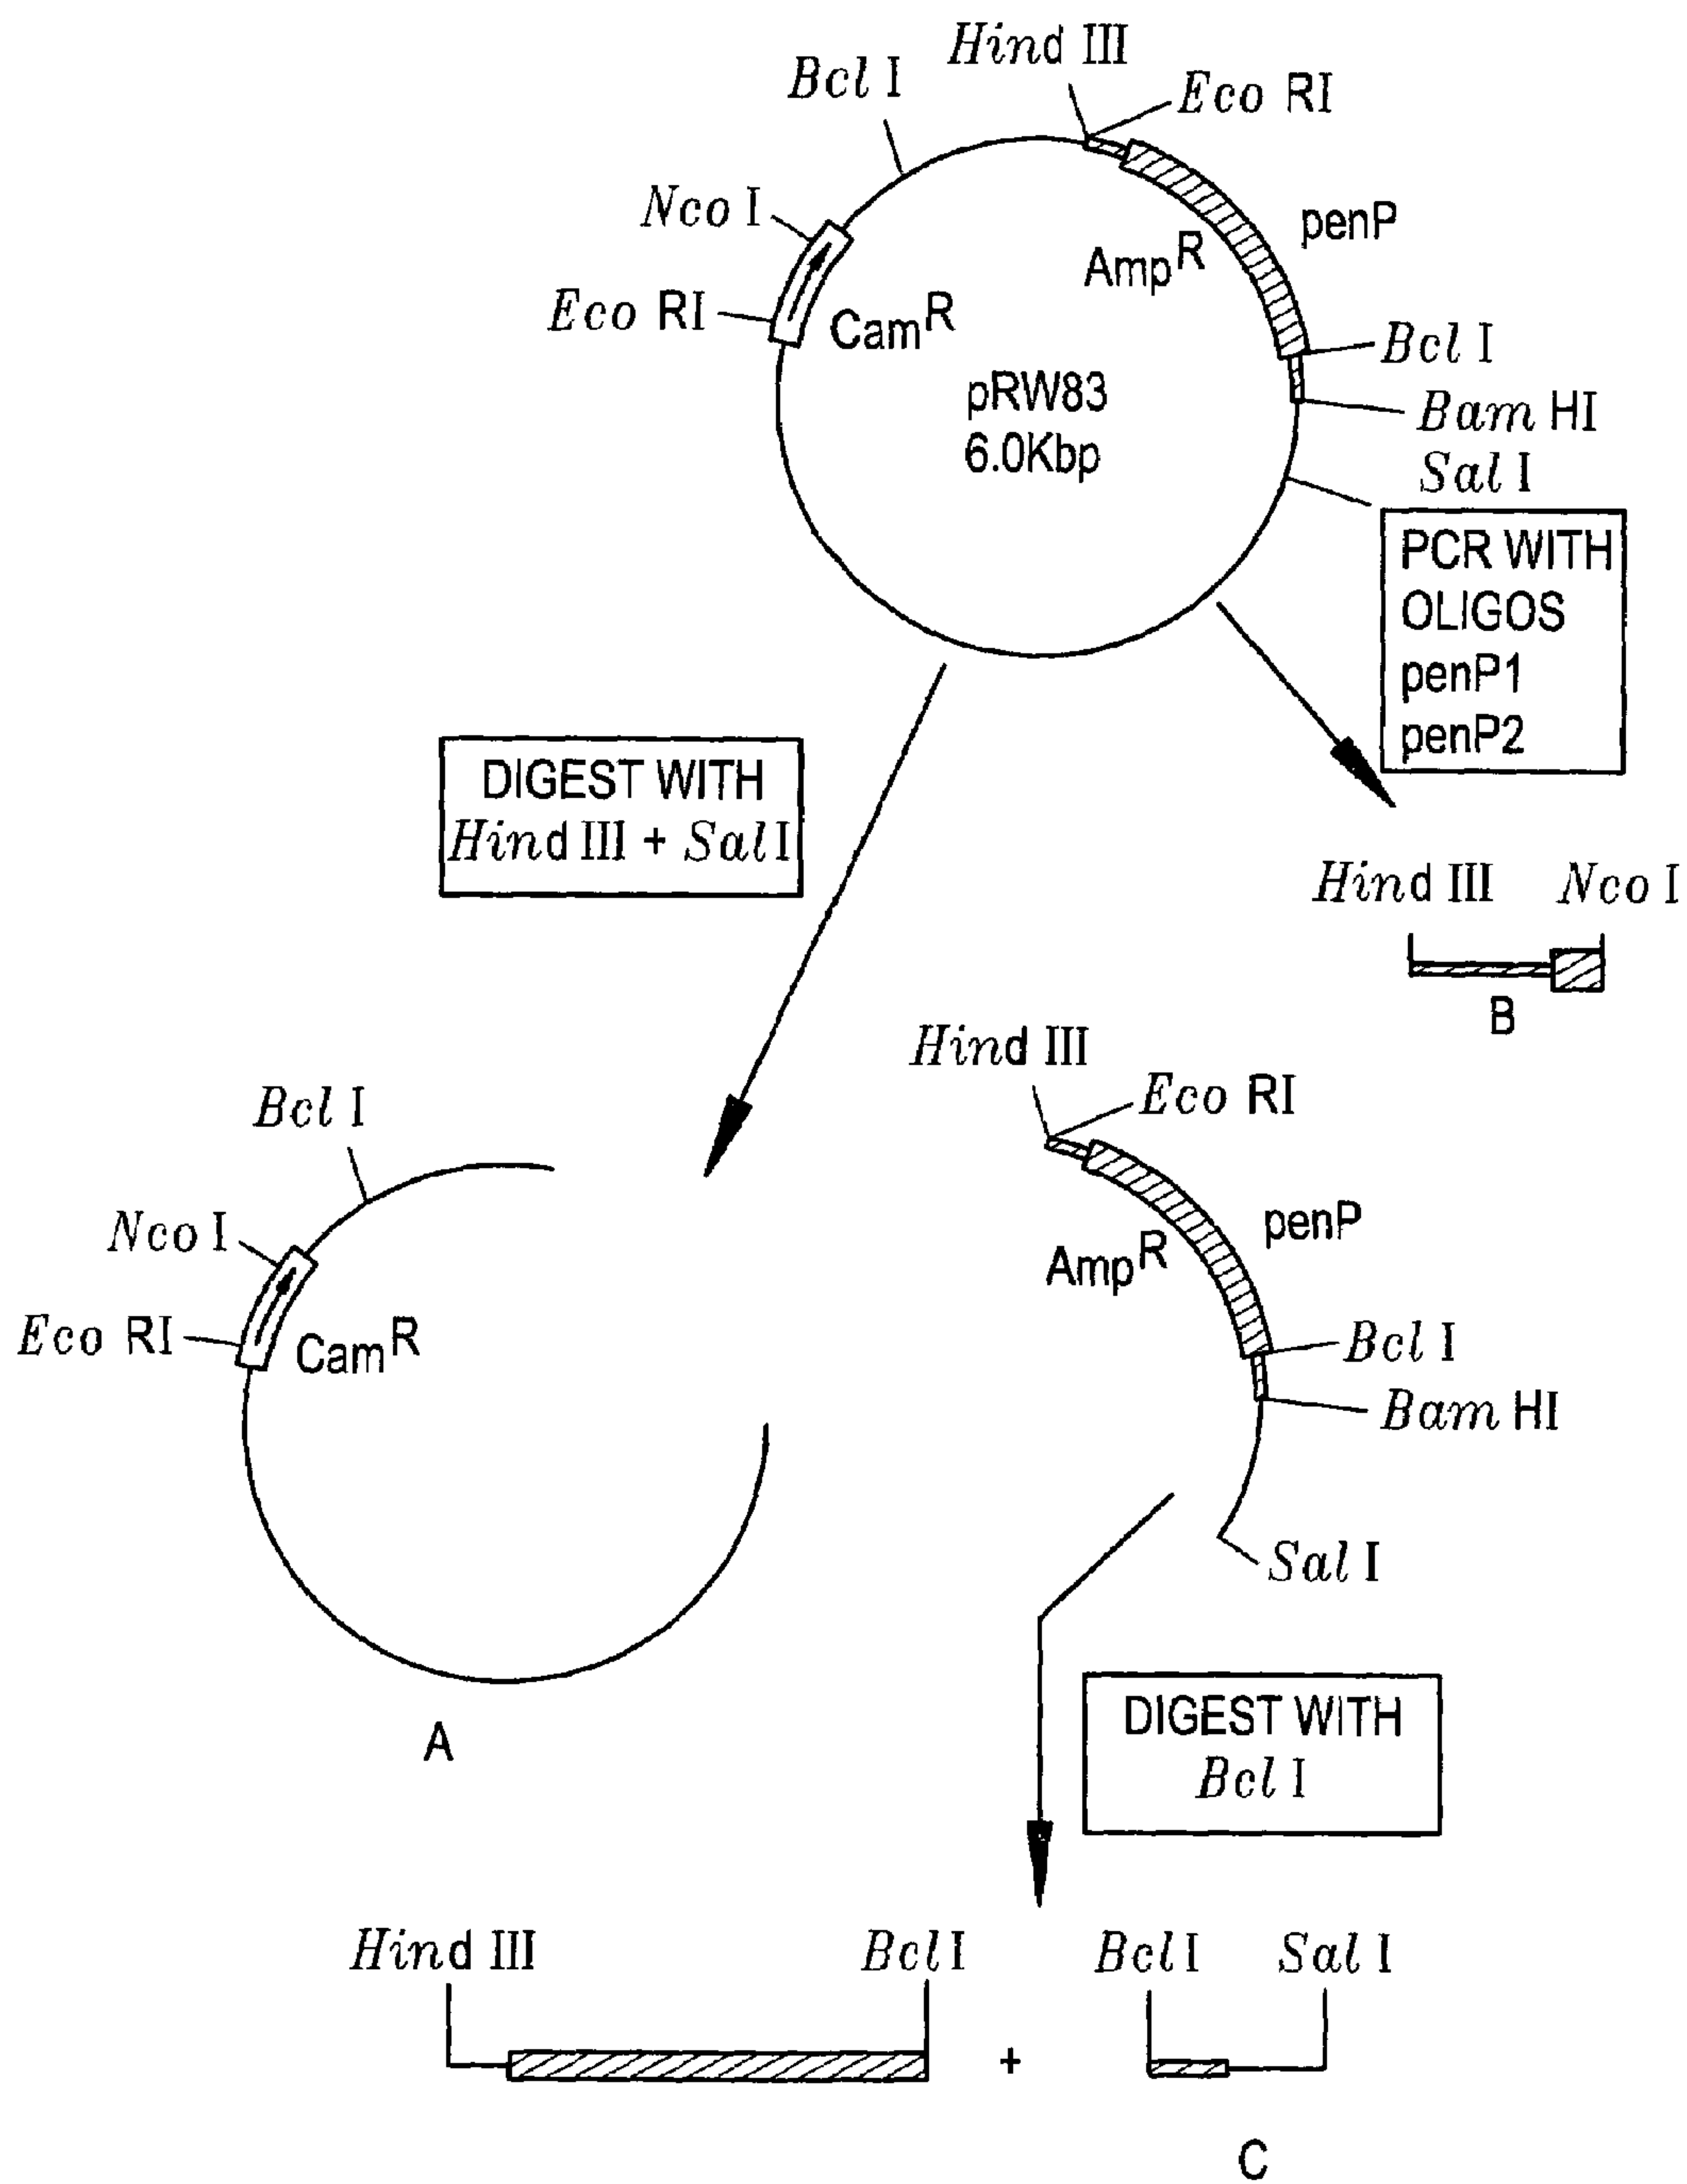 Hind III
Bcl I
Eco RI
Nco I
penP
Amp^R
Eco RI
Cam^R
Bcl I
pRW83
6.0Kbp
Bam HI
Sal I
PCR WITH
OLIGOS
penP1
penP2
DIGEST WITH
Hind III + Sal I
Hind III
Nco I
B
Hind III
Eco RI
Bcl I
Nco I
penP
Amp^R
Eco RI
Cam^R
Bcl I
Bam HI
Sal I
A
DIGEST WITH
Bcl I
Hind III
Bcl I
Bcl I
Sal I
+
C